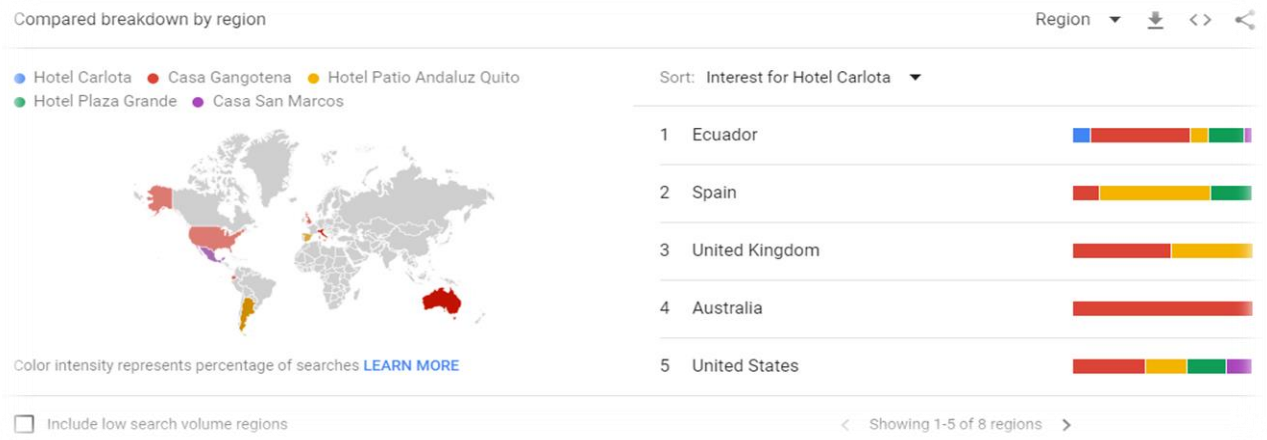 Compared breakdown by region
Region
Hotel Carlota Casa Gangotena Hotel Patio Andaluz Quito
Hotel Plaza Grande Casa San Marcos
Color intensity represents percentage of searches LEARN MORE
Include low search volume regions
Sort: Interest for Hotel Carlota
1 Ecuador
2 Spain
3 United Kingdom
4 Australia
5 United States
Showing 1-5 of 8 regions